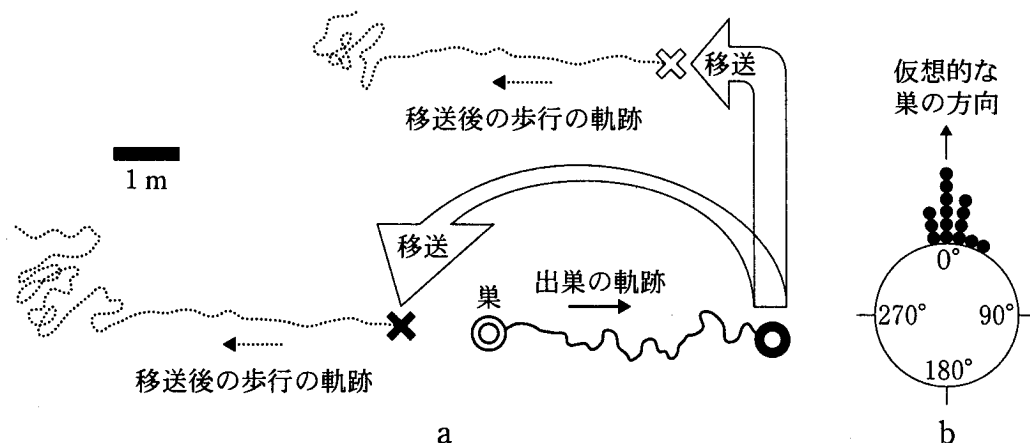 移送
移送後の歩行の軌跡
1 m
移送
巣
出巣の軌跡
移送後の歩行の軌跡
a
仮想的な
巣の方向
0°
270°
90°
180°
b